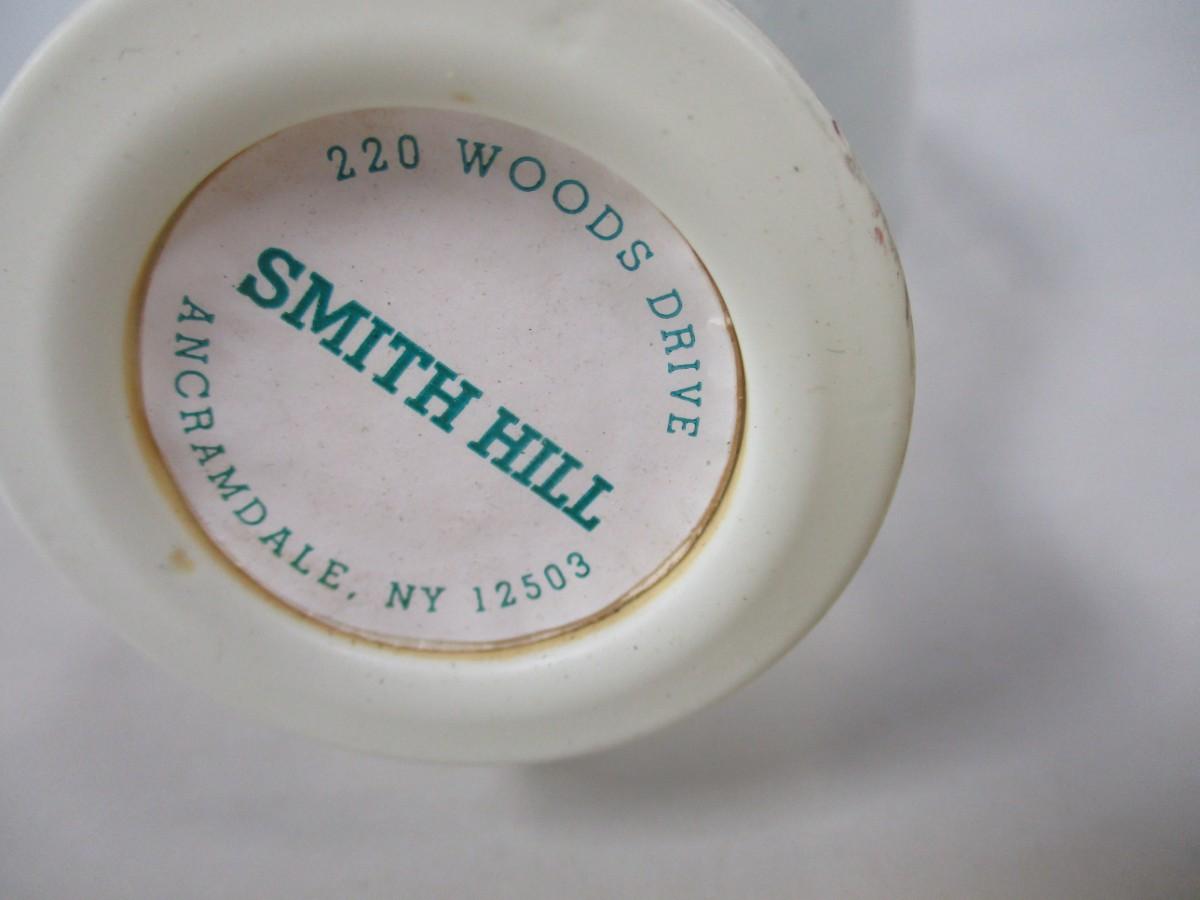 220 WOODS DRIVE
SMITH HILL
ANCRAMDALE, NY 12503